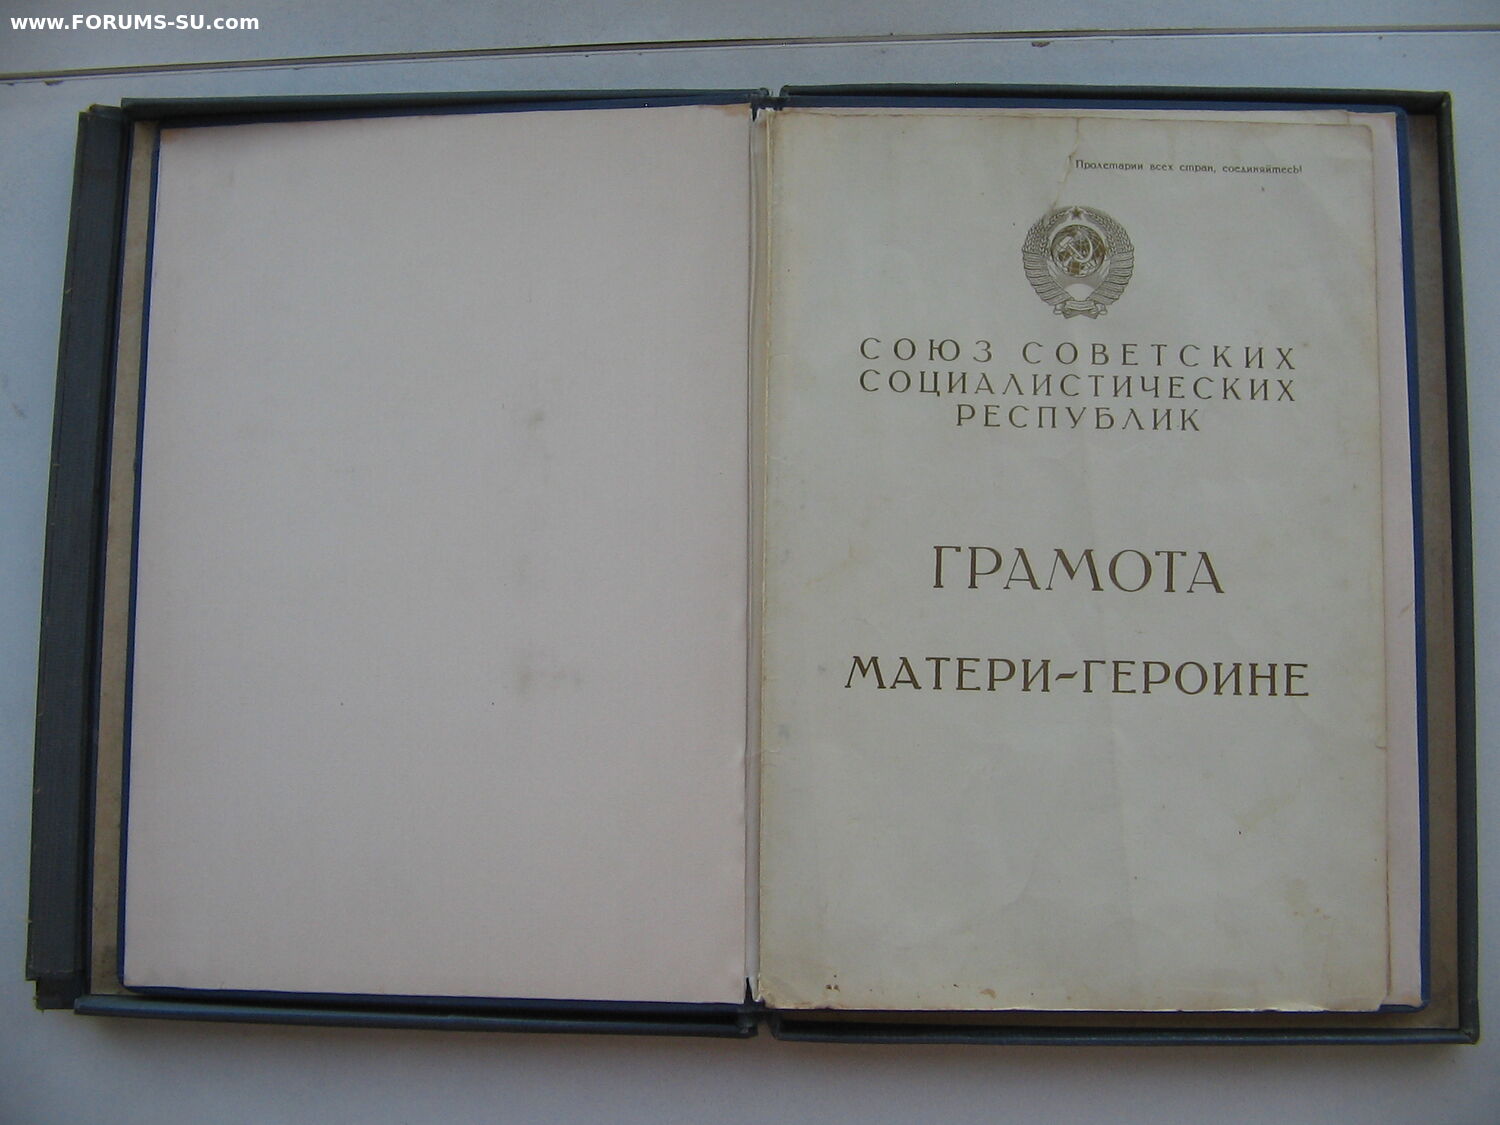 www.FORUMS-SU.com
Пролетарии всех стран, соединяйтесь!
СОЮЗ СОВЕТСКИХ
СОЦИАЛИСТИЧЕСКИХ
РЕСПУБЛИК
ГРАМОТА
МАТЕРИ-ГЕРОИНЕ